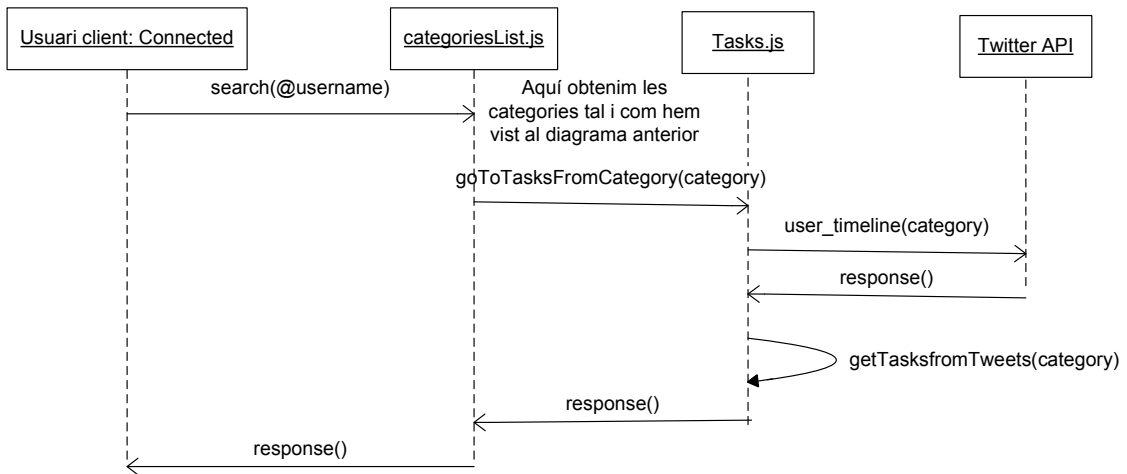 Usuari client: Connected
categoriesList.js
Tasks.js
Twitter API
search(@username)
Aquí obtenim les
categories tal i com hem
vist al diagrama anterior
goToTasksFromCategory(category)
user_timeline(category)
response()
getTasksfromTweets(category)
response()
response()